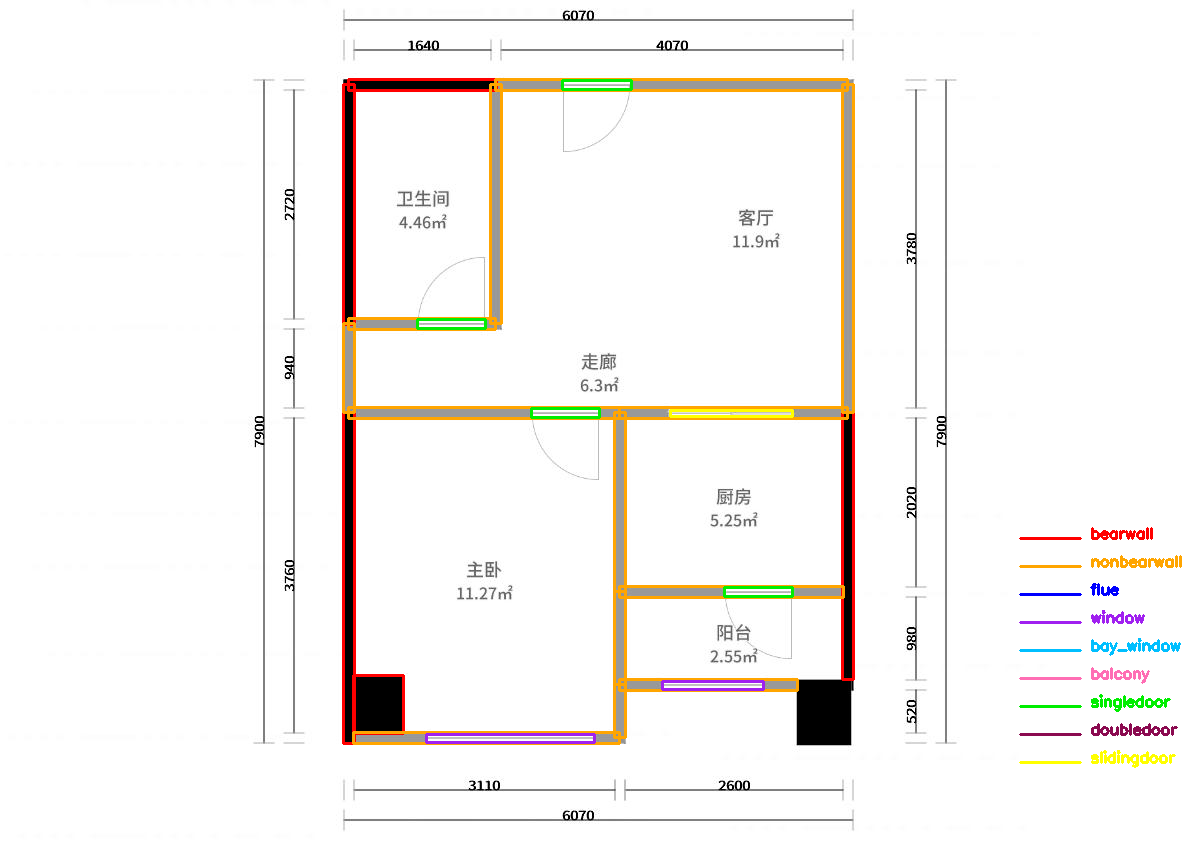 6070
1640
4070
2720
940
7900
3760
3780
7900
2020
980
520
卫生间
4.46㎡
客厅
11.9㎡
走廊
6.3㎡
厨房
5.25㎡
主卧
11.27㎡
阳台
2.55㎡
bearwall
nonbearwall
flue
window
bay_window
balcony
singledoor
doubledoor
slidingdoor
3110
2600
6070